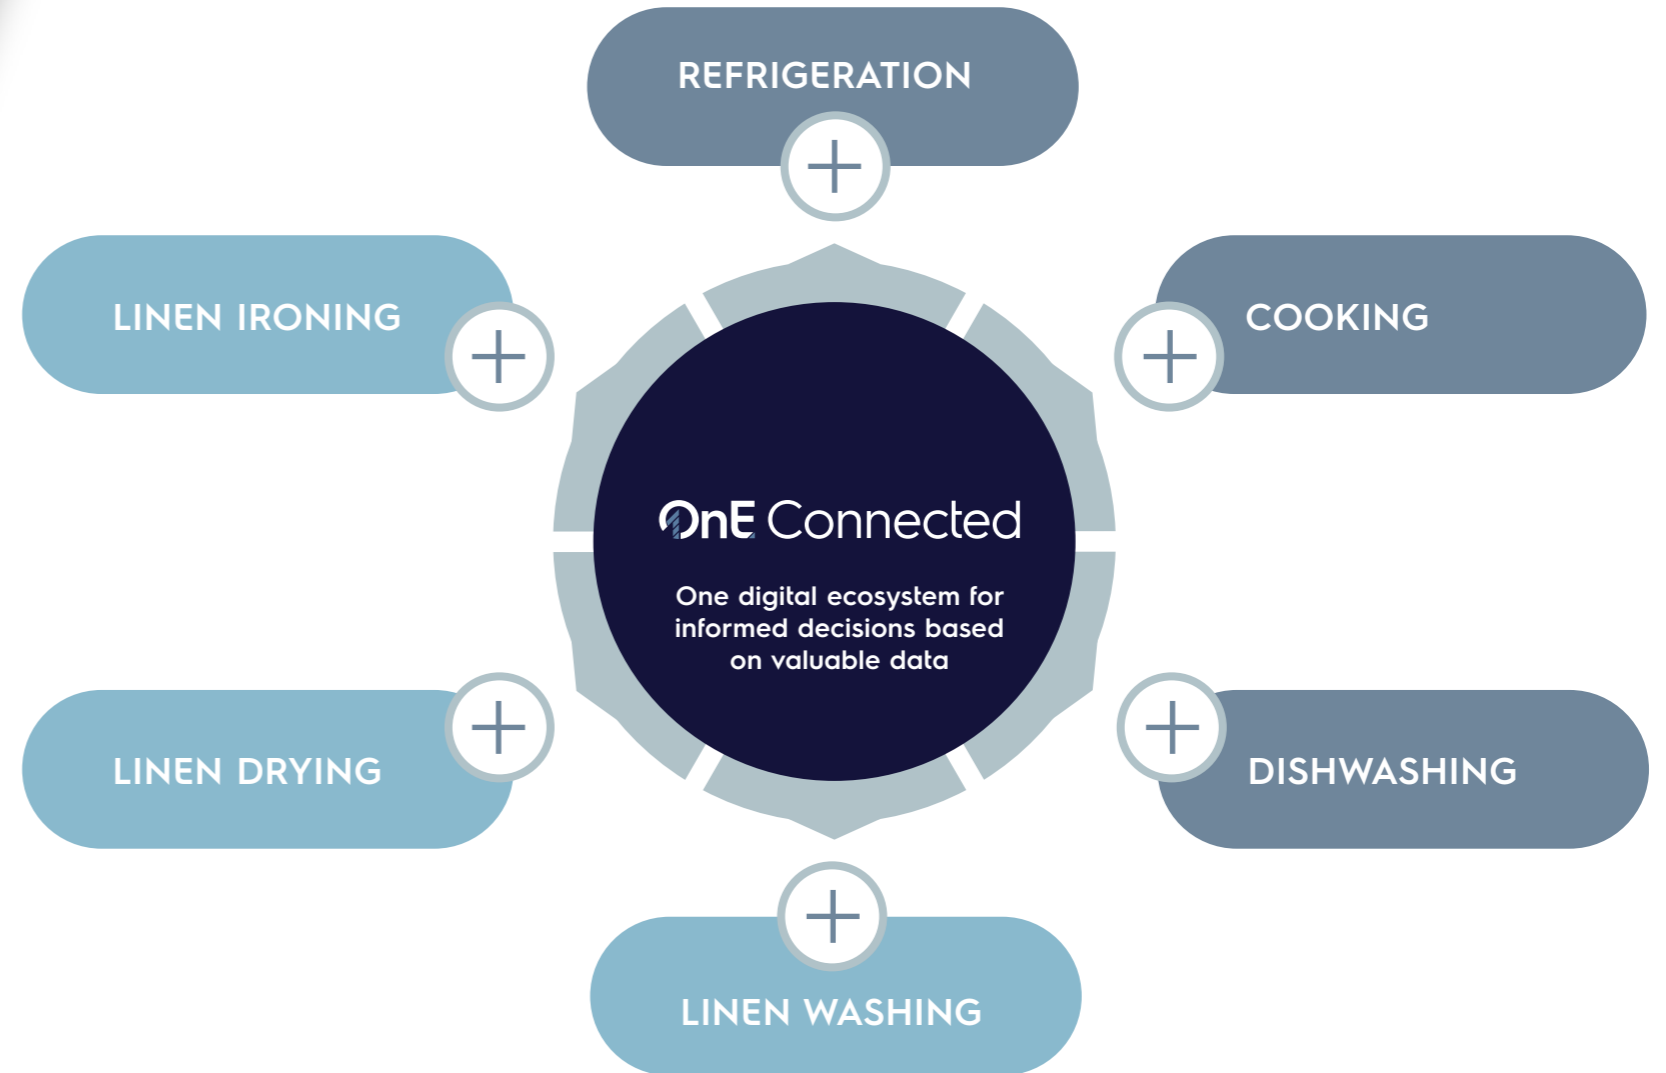 REFRIGERATION
LINEN IRONING
COOKING
OnE Connected
One digital ecosystem for
informed decisions based
on valuable data
LINEN DRYING
DISHWASHING
LINEN WASHING